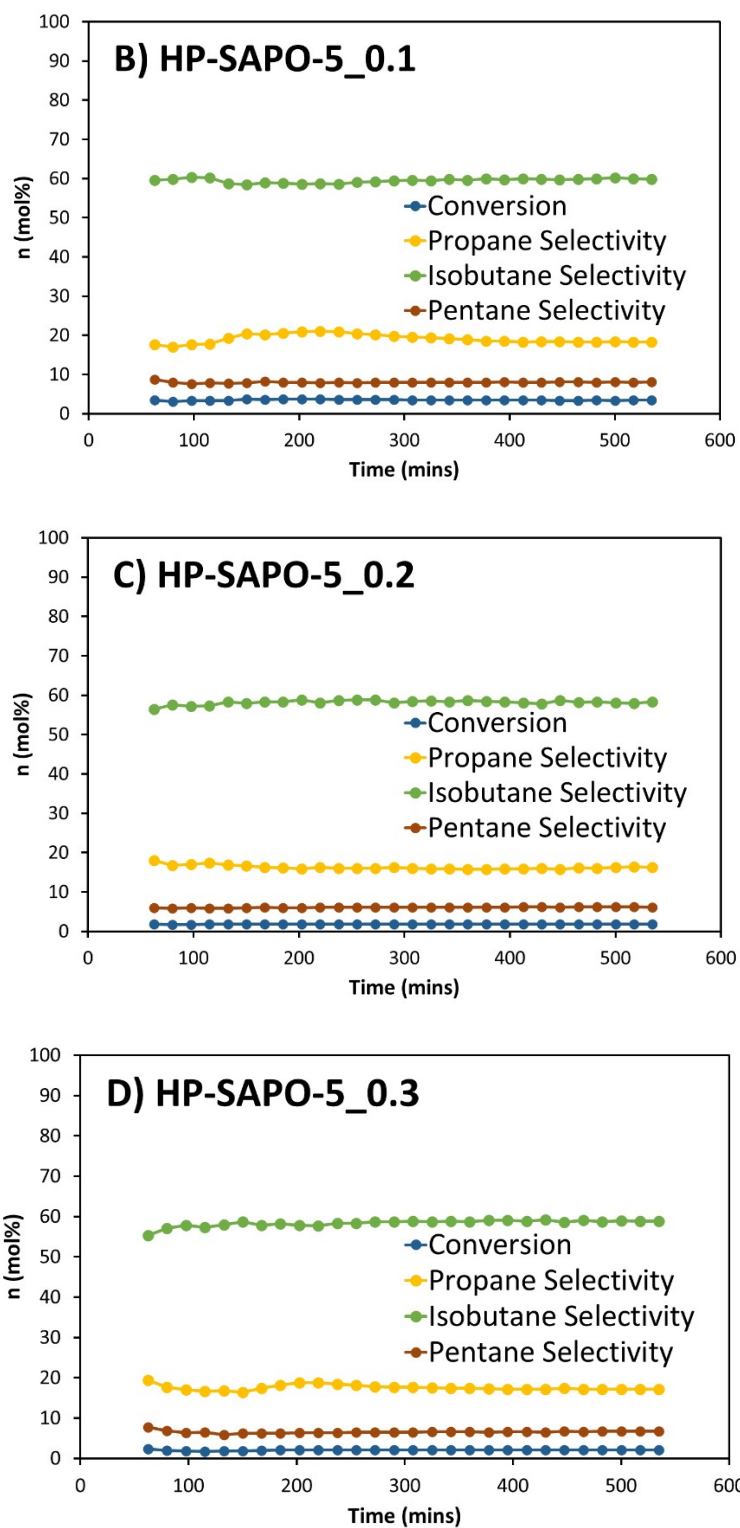 100
B) HP-SAPO-5_0.1
90
80
70
60
50
Conversion
40
Propane Selectivity
Isobutane Selectivity
30
Pentane Selectivity
20
10
0
n (mol%)
0 100 200 300 400 500 600
Time (mins)
100
C) HP-SAPO-5_0.2
90
80
70
60
50
Conversion
40
Propane Selectivity
Isobutane Selectivity
30
Pentane Selectivity
20
10
0
n (mol%)
0 100 200 300 400 500 600
Time (mins)
100
D) HP-SAPO-5_0.3
90
80
70
60
50
Conversion
40
Propane Selectivity
Isobutane Selectivity
30
Pentane Selectivity
20
10
0
n (mol%)
0 100 200 300 400 500
Time (mins)